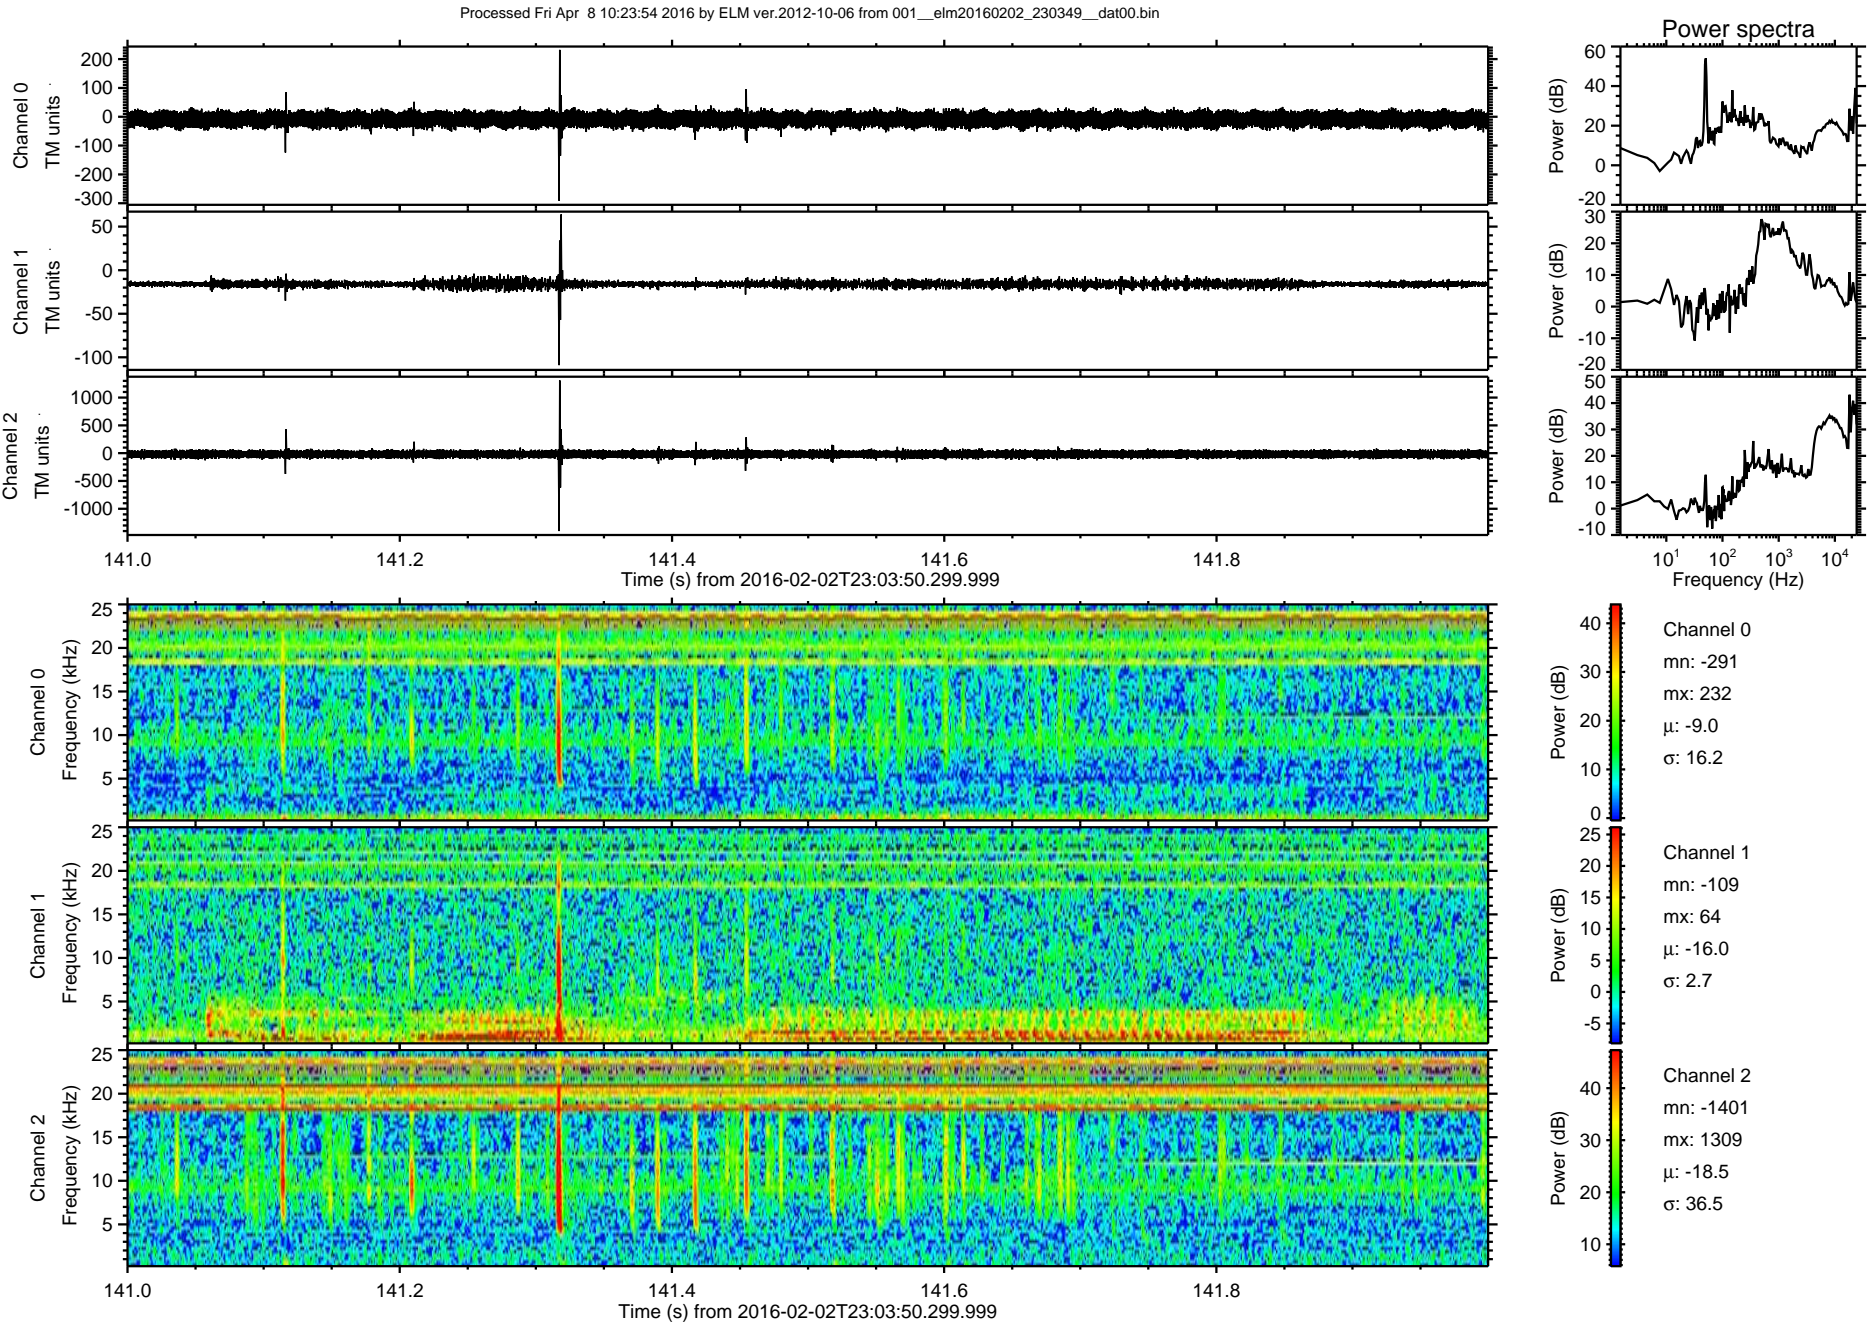 Processed Fri Apr  8 10:23:54 2016 by ELM ver.2012-10-06 from 001__elm20160202_230349__dat00.bin
Power spectra
Channel 0
TM units
200
100
0
-100
-200
-300
Power (dB)
60
40
20
0
-20
Channel 1
TM units
50
0
-50
-100
Power (dB)
30
20
10
0
-10
-20
Channel 2
TM units
1000
500
0
-500
-1000
Power (dB)
50
40
30
20
10
0
-10
141.0 141.2 141.4 141.6 141.8
Time (s) from 2016-02-02T23:03:50.299.999
10^1 10^2 10^3 10^4
Frequency (Hz)
Channel 0
Frequency (kHz)
25
20
15
10
5
Power (dB)
40
30
20
10
0
Channel 0
mn: -291
mx: 232
μ: -9.0
σ: 16.2
Channel 1
Frequency (kHz)
25
20
15
10
5
Power (dB)
25
20
15
10
5
0
-5
Channel 1
mn: -109
mx: 64
μ: -16.0
σ: 2.7
Channel 2
Frequency (kHz)
25
20
15
10
5
Power (dB)
40
30
20
10
Channel 2
mn: -1401
mx: 1309
μ: -18.5
σ: 36.5
141.0 141.2 141.4 141.6 141.8
Time (s) from 2016-02-02T23:03:50.299.999